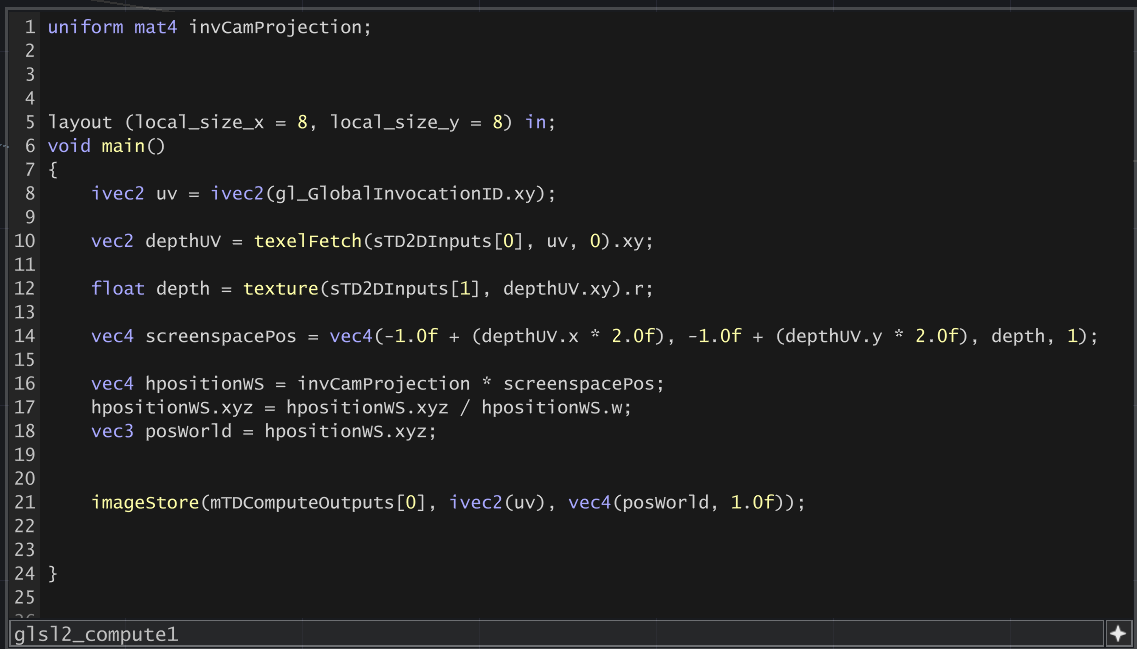 1 uniform mat4 invCamProjection;
2
3
4
5 layout (local_size_x = 8, local_size_y = 8) in;
6 void main()
7 {
8 ivec2 uv = ivec2(gl_GlobalInvocationID.xy);
9
10 vec2 depthUV = texelFetch(sTD2DInputs[0], uv, 0).xy;
11
12 float depth = texture(sTD2DInputs[1], depthUV.xy).r;
13
14 vec4 screenspacePos = vec4(-1.0f + (depthUV.x * 2.0f), -1.0f + (depthUV.y * 2.0f), depth, 1);
15
16 vec4 hpositionWS = invCamProjection * screenspacePos;
17 hpositionWS.xyz = hpositionWS.xyz / hpositionWS.w;
18 vec3 posWorld = hpositionWS.xyz;
19
20
21 imageStore(mTDComputeOutputs[0], ivec2(uv), vec4(posWorld, 1.0f));
22
23
24 }
25
glsl2_compute1